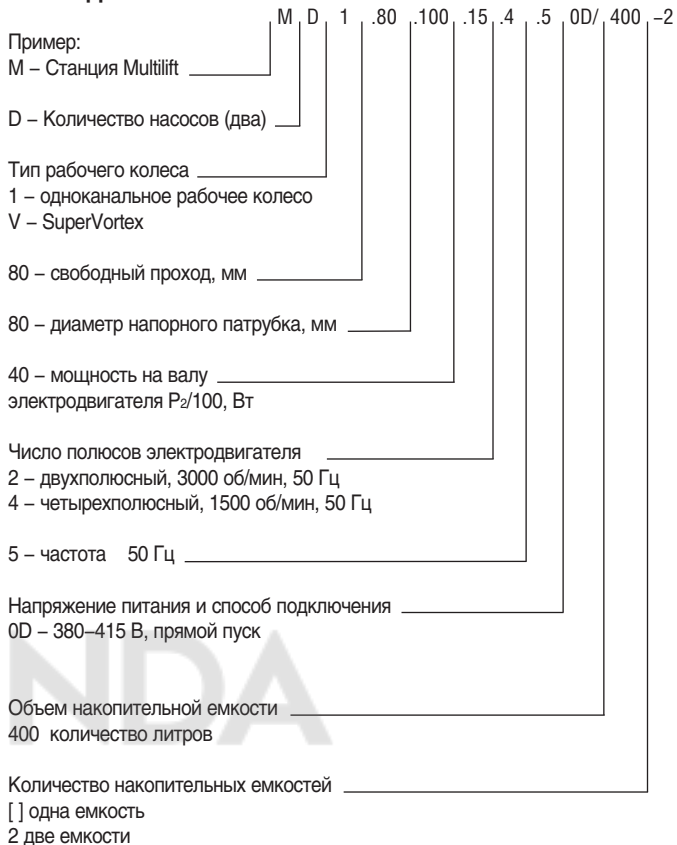 M D 1 .80 .100 .15 .4 .5 0D/ 400 –2
Пример:
M – Станция Multilift
D – Количество насосов (два)
Тип рабочего колеса
1 – одноканальное рабочее колесо
V – SuperVortex
80 – свободный проход, мм
80 – диаметр напорного патрубка, мм
40 – мощность на валу
электродвигателя P2/100, Вт
Число полюсов электродвигателя
2 – двухполюсный, 3000 об/мин, 50 Гц
4 – четырехполюсный, 1500 об/мин, 50 Гц
5 – частота 50 Гц
Напряжение питания и способ подключения
0D – 380–415 В, прямой пуск
NDA
Объем накопительной емкости
400 количество литров
Количество накопительных емкостей
[ ] одна емкость
2 две емкости